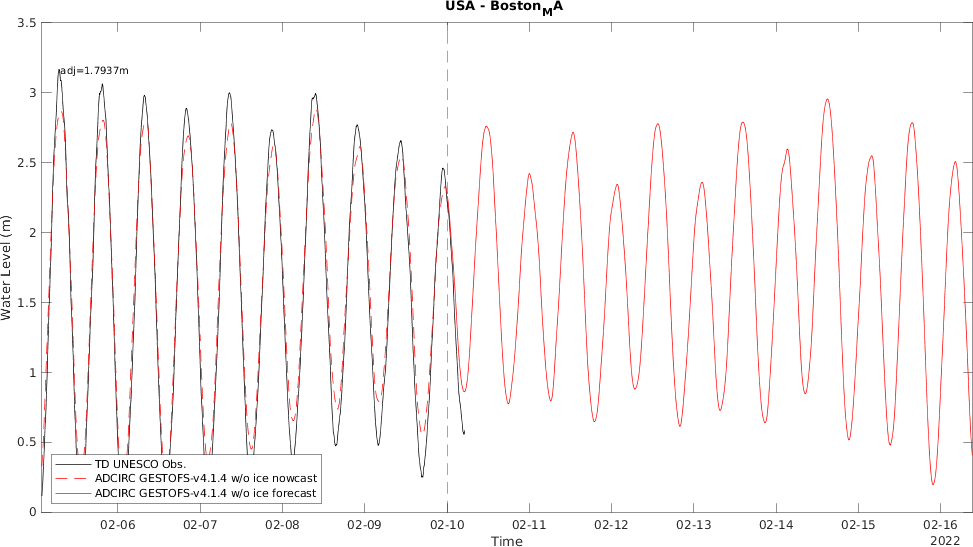 USA - Boston_MA
3.5
adj=1.7937m
3
2.5
2
1.5
1
0.5
0
Water Level (m)
TD UNESCO Obs.
ADCIRC GESTOFS-v4.1.4 w/o ice nowcast
ADCIRC GESTOFS-v4.1.4 w/o ice forecast
02-06 02-07 02-08 02-09 02-10 02-11 02-12 02-13 02-14 02-15 02-16
Time
2022